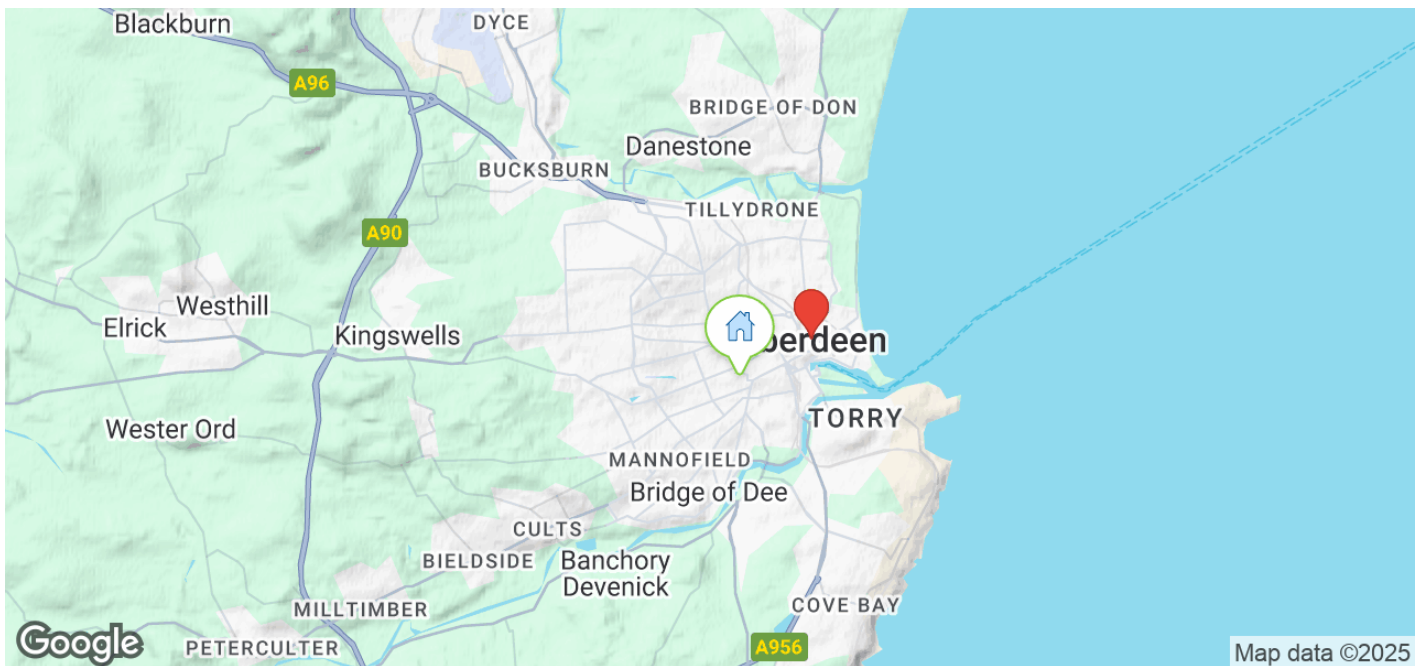 Blackburn
DYCE
A96
BRIDGE OF DON
Danestone
BUCKSBURN
TILLYDRONE
A90
Westhill
Elrick
Kingswells
berdeen
TORRY
Wester Ord
MANNOFIELD
Bridge of Dee
CULTS
BIELDSIDE
Banchory
Devenick
MILLTIMBER
COVE BAY
PETERCULTER
A956
Google
Map data ©2025